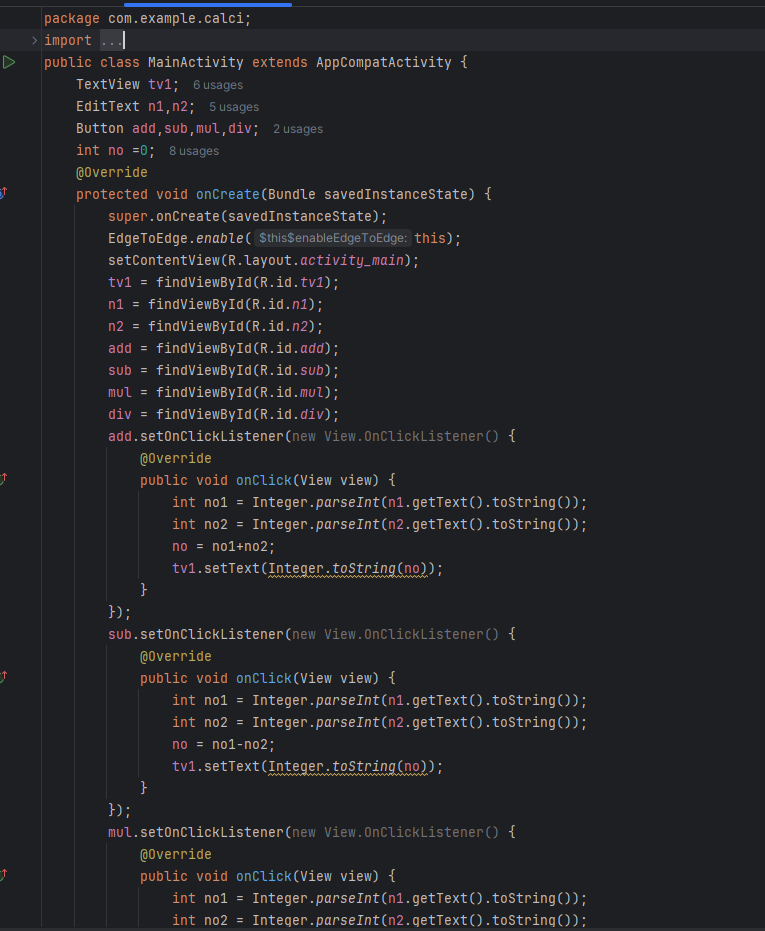 package com.example.calci;
import ...
public class MainActivity extends AppCompatActivity {
TextView tv1; 6 usages
EditText n1,n2; 5 usages
Button add,sub,mul,div; 2 usages
int no =0; 8 usages
@Override
protected void onCreate(Bundle savedInstanceState) {
super.onCreate(savedInstanceState);
EdgeToEdge.enable( $this$enableEdgeToEdge: this);
setContentView(R.layout.activity_main);
tv1 = findViewById(R.id.tv1);
n1 = findViewById(R.id.n1);
n2 = findViewById(R.id.n2);
add = findViewById(R.id.add);
sub = findViewById(R.id.sub);
mul = findViewById(R.id.mul);
div = findViewById(R.id.div);
add.setOnClickListener(new View.OnClickListener() {
@Override
public void onClick(View view) {
int no1 = Integer.parseInt(n1.getText().toString());
int no2 = Integer.parseInt(n2.getText().toString());
no = no1+no2;
tv1.setText(Integer.toString(no));
}
});
sub.setOnClickListener(new View.OnClickListener() {
@Override
public void onClick(View view) {
int no1 = Integer.parseInt(n1.getText().toString());
int no2 = Integer.parseInt(n2.getText().toString());
no = no1-no2;
tv1.setText(Integer.toString(no));
}
});
mul.setOnClickListener(new View.OnClickListener() {
@Override
public void onClick(View view) {
int no1 = Integer.parseInt(n1.getText().toString());
int no2 = Integer.parseInt(n2.getText().toString());